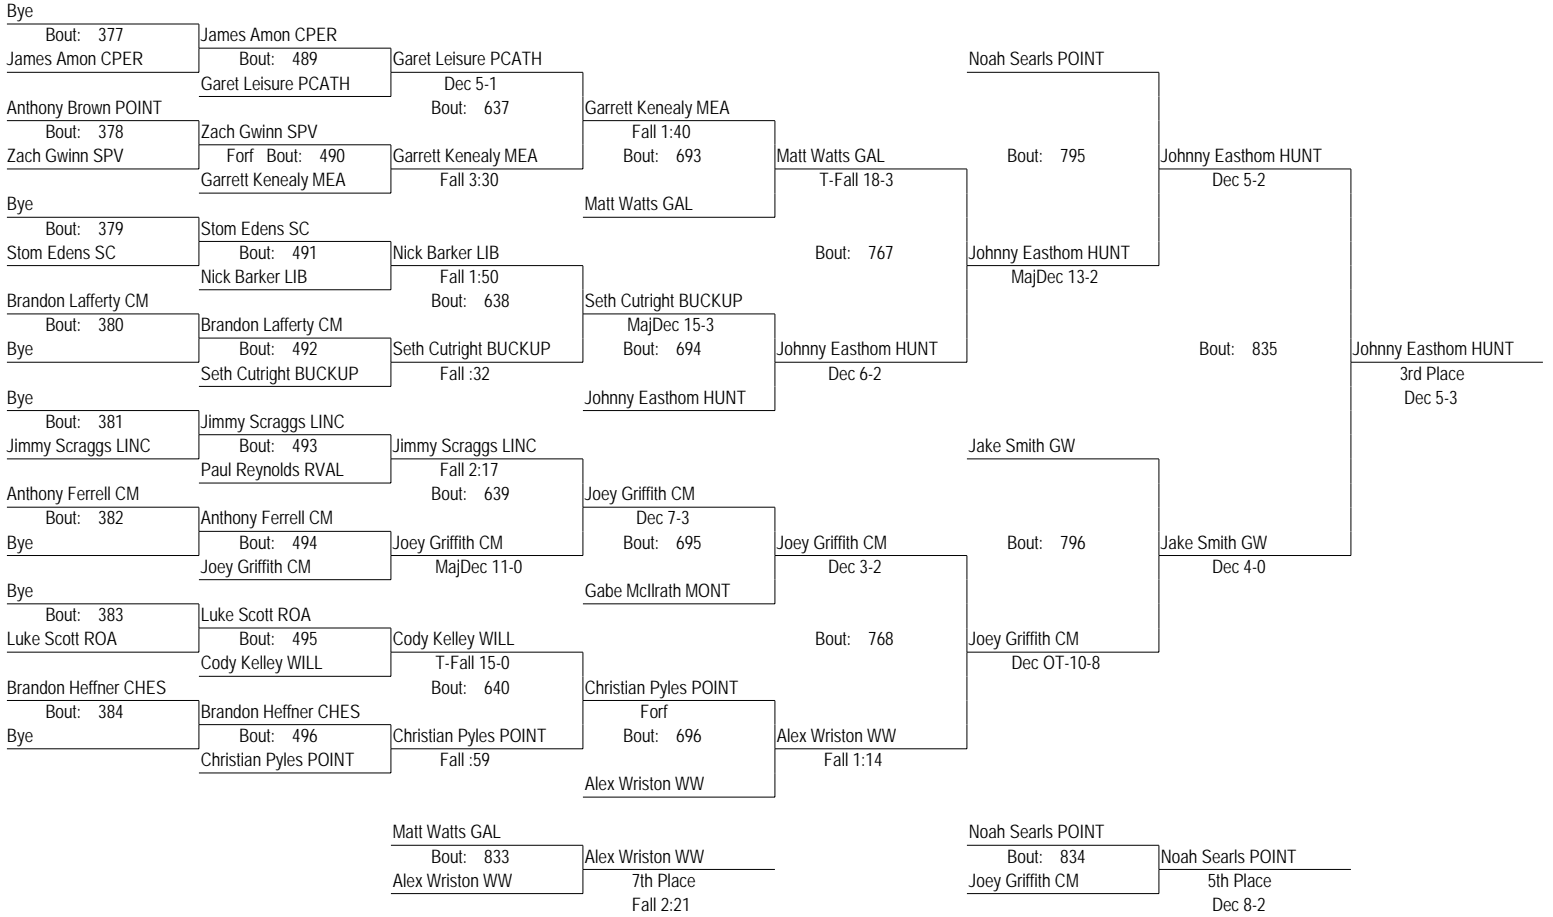 Bye
Bout: 377
James Amon CPER
James Amon CPER
Bout: 489
Garet Leisure PCATH
Garet Leisure PCATH
Dec 5-1
Bout: 637
Anthony Brown POINT
Bout: 378
Zach Gwinn SPV
Zach Gwinn SPV
Forf Bout: 490
Garrett Kenealy MEA
Garrett Kenealy MEA
Fall 3:30
Garrett Kenealy MEA
Fall 1:40
Bout: 693
Matt Watts GAL
Matt Watts GAL
T-Fall 18-3
Bye
Bout: 379
Stom Edens SC
Stom Edens SC
Bout: 491
Nick Barker LIB
Nick Barker LIB
Fall 1:50
Bout: 638
Brandon Lafferty CM
Bout: 380
Bye
Brandon Lafferty CM
Bout: 492
Seth Cutright BUCKUP
Seth Cutright BUCKUP
Fall :32
Seth Cutright BUCKUP
MajDec 15-3
Bout: 694
Johnny Easthom HUNT
Johnny Easthom HUNT
Dec 6-2
Bout: 767
Noah Searls POINT
Bout: 795
Johnny Easthom HUNT
MajDec 13-2
Johnny Easthom HUNT
Dec 5-2
Bye
Bout: 381
Jimmy Scraggs LINC
Jimmy Scraggs LINC
Bout: 493
Paul Reynolds RVAL
Jimmy Scraggs LINC
Fall 2:17
Bout: 639
Anthony Ferrell CM
Bout: 382
Bye
Anthony Ferrell CM
Bout: 494
Joey Griffith CM
Joey Griffith CM
MajDec 11-0
Joey Griffith CM
Dec 7-3
Bout: 695
Gabe McIlrath MONT
Joey Griffith CM
Dec 3-2
Bye
Bout: 383
Luke Scott ROA
Luke Scott ROA
Bout: 495
Cody Kelley WILL
Cody Kelley WILL
T-Fall 15-0
Bout: 640
Brandon Heffner CHES
Bout: 384
Bye
Brandon Heffner CHES
Bout: 496
Christian Pyles POINT
Christian Pyles POINT
Fall :59
Christian Pyles POINT
Forf
Bout: 696
Alex Wriston WW
Alex Wriston WW
Fall 1:14
Bout: 768
Jake Smith GW
Bout: 796
Joey Griffith CM
Dec OT-10-8
Jake Smith GW
Dec 4-0
Bout: 835
Johnny Easthom HUNT
3rd Place
Dec 5-3
Matt Watts GAL
Bout: 833
Alex Wriston WW
Alex Wriston WW
7th Place
Fall 2:21
Noah Searls POINT
Bout: 834
Joey Griffith CM
Noah Searls POINT
5th Place
Dec 8-2